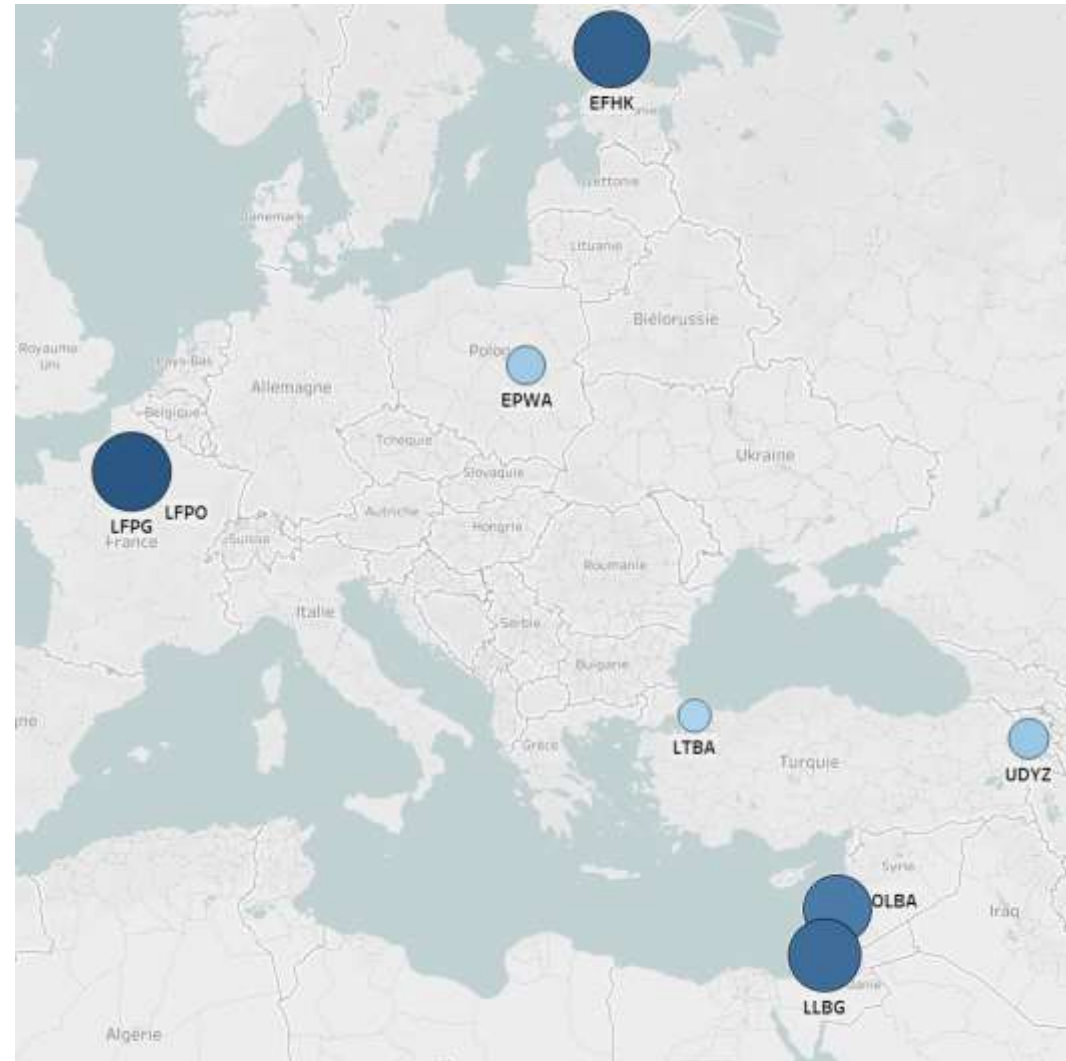 EFHK
Lettonie
Danemark
Lituanie
Biélorussie
Royaume-
Uni
Pays-Bas
Polog
Allemagne
EPWA
Belgique
Tchéquie
Ukraine
Slovaquie
LFPG
LFPO
France
Autriche
Suisse
Hongrie
Roumanie
Italie
Serbie
Bulgarie
LTBA
Grèce
Turquie
UDYZ
Syrie
OLBA
Iraq
LLBG
Algérie